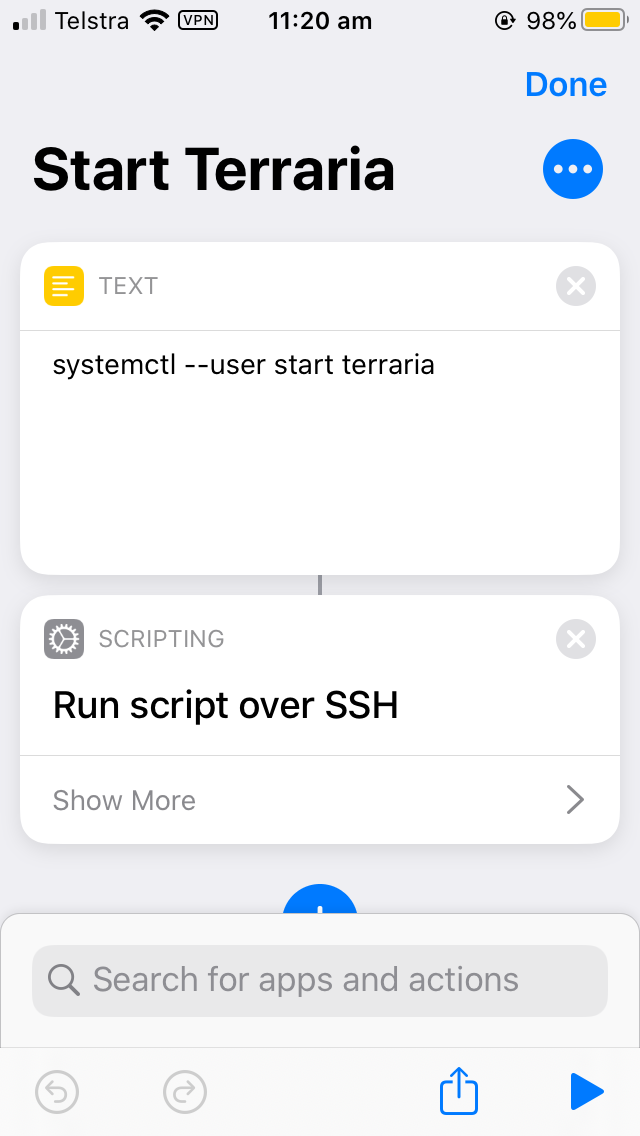 Telstra VPN 11:20 am 98%
Done
Start Terraria
TEXT
systemctl --user start terraria
SCRIPTING
Run script over SSH
Show More
Search for apps and actions